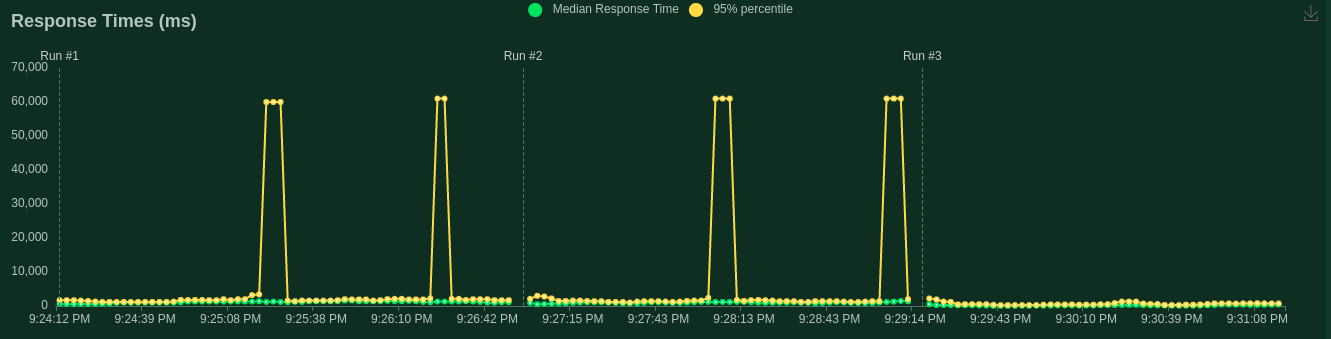 Response Times (ms)
Median Response Time 95% percentile
Run #1 Run #2 Run #3
70,000
60,000
50,000
40,000
30,000
20,000
10,000
0
9:24:12 PM 9:24:39 PM 9:25:08 PM 9:25:38 PM 9:26:10 PM 9:26:42 PM 9:27:15 PM 9:27:43 PM 9:28:13 PM 9:28:43 PM 9:29:14 PM 9:29:43 PM 9:30:10 PM 9:30:39 PM 9:31:08 PM